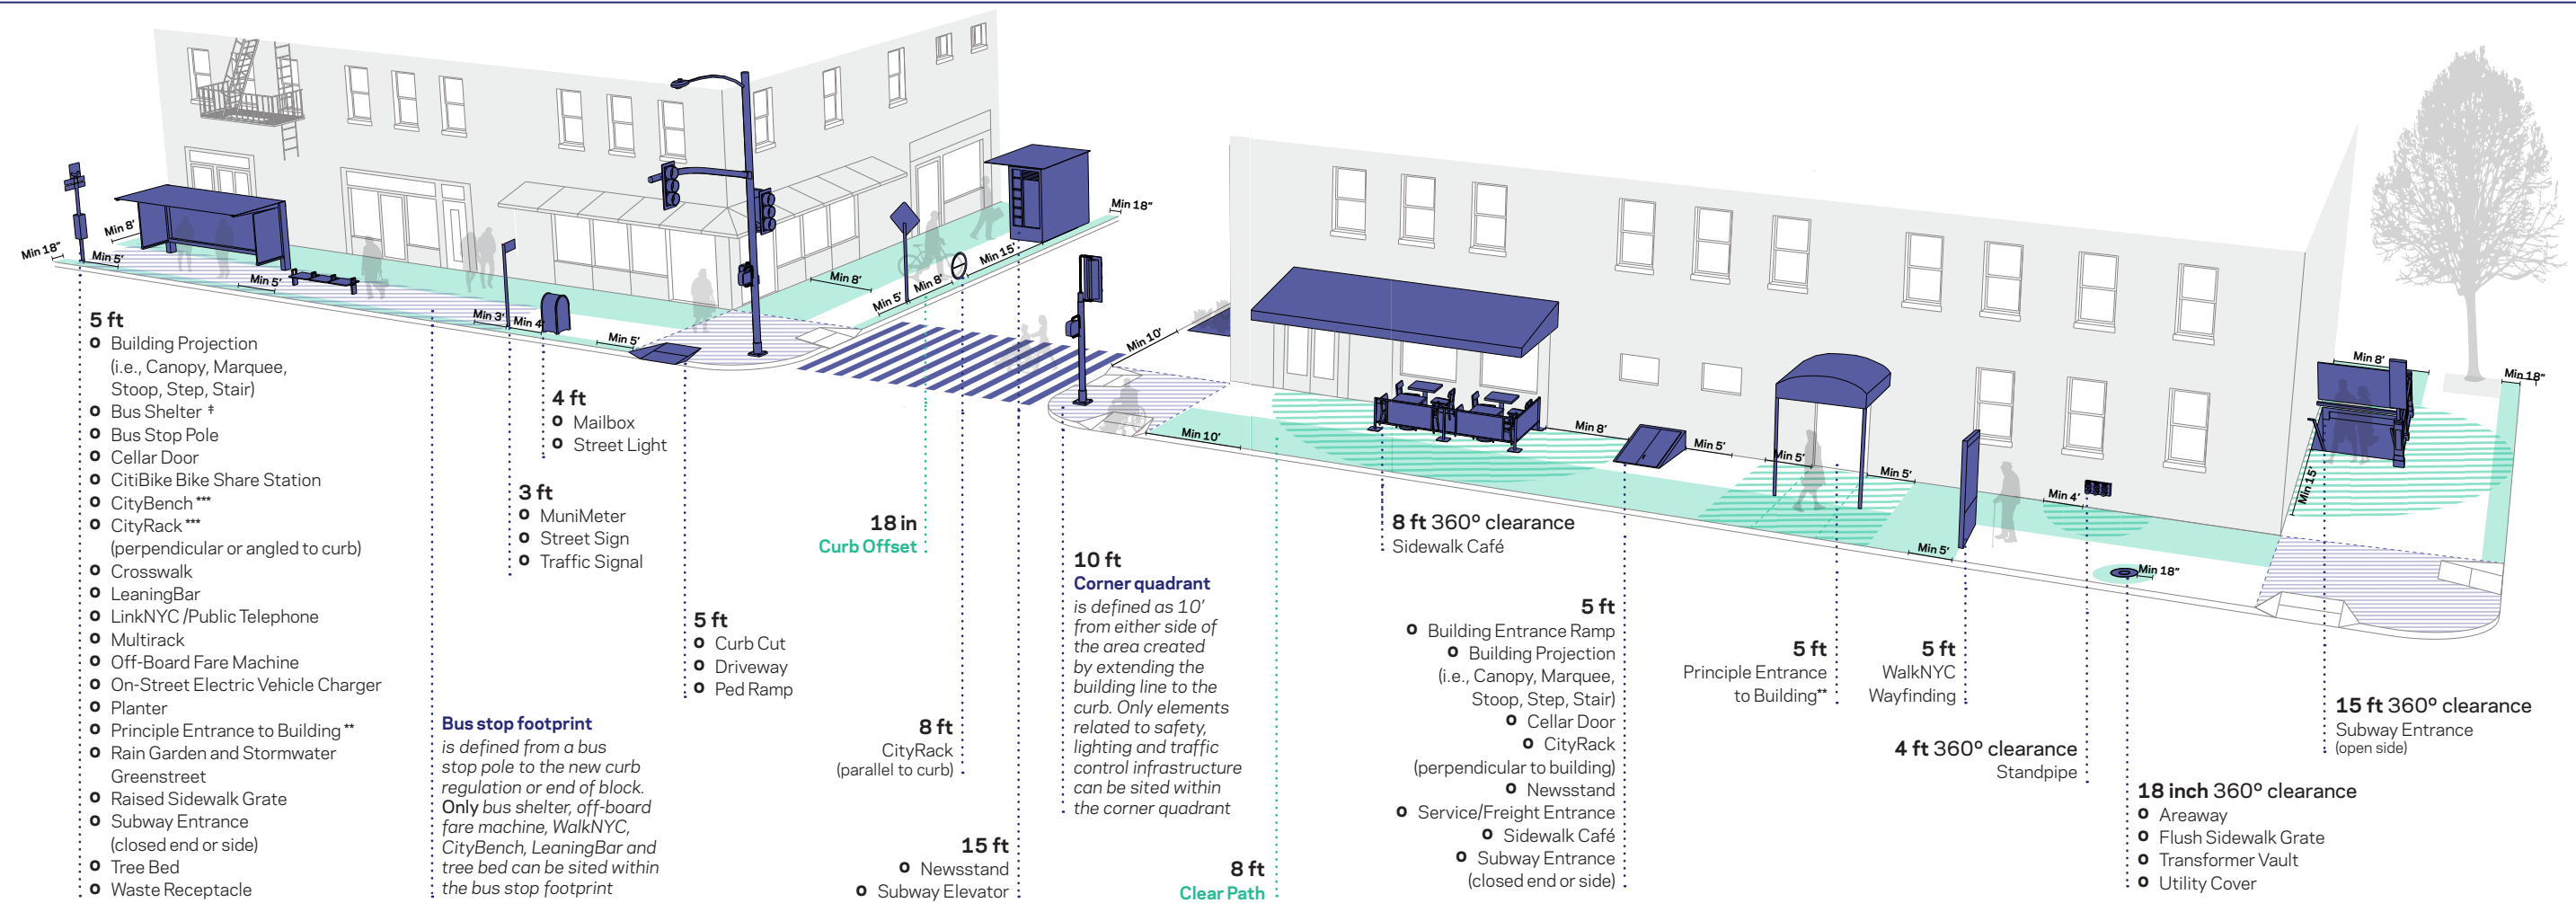 Min 18"
Min 8'
Min 5'
Min 5'
Min 3'
Min 4'
Min 5'
Min 8'
Min 5'
Min 8'
Min 15'
Min 18"
Min 10'
Min 10'
Min 8'
Min 5'
Min 5'
Min 5'
Min 5'
Min 4'
Min 18"
Min 15'
Min 8'
Min 18"
5 ft
o Building Projection
(i.e., Canopy, Marquee,
Stoop, Step, Stair)
o Bus Shelter ‡
o Bus Stop Pole
o Cellar Door
o CitiBike Bike Share Station
o CityBench ***
o CityRack ***
(perpendicular or angled to curb)
o Crosswalk
o LeaningBar
o LinkNYC /Public Telephone
o Multirack
o Off-Board Fare Machine
o On-Street Electric Vehicle Charger
o Planter
o Principle Entrance to Building **
o Rain Garden and Stormwater
Greenstreet
o Raised Sidewalk Grate
o Subway Entrance
(closed end or side)
o Tree Bed
o Waste Receptacle
Bus stop footprint
is defined from a bus
stop pole to the new curb
regulation or end of block.
Only bus shelter, off-board
fare machine, WalkNYC,
CityBench, LeaningBar and
tree bed can be sited within
the bus stop footprint
3 ft
o MuniMeter
o Street Sign
o Traffic Signal
4 ft
o Mailbox
o Street Light
5 ft
o Curb Cut
o Driveway
o Ped Ramp
18 in
Curb Offset
8 ft
CityRack
(parallel to curb)
15 ft
o Newsstand
o Subway Elevator
10 ft
Corner quadrant
is defined as 10'
from either side of
the area created
by extending the
building line to the
curb. Only elements
related to safety,
lighting and traffic
control infrastructure
can be sited within
the corner quadrant
8 ft
Clear Path
8 ft 360º clearance
Sidewalk Café
5 ft
o Building Entrance Ramp
o Building Projection
(i.e., Canopy, Marquee,
Stoop, Step, Stair)
o Cellar Door
o CityRack
(perpendicular to building)
o Newsstand
o Service/Freight Entrance
o Sidewalk Café
o Subway Entrance
(closed end or side)
5 ft
Principle Entrance
to Building**
5 ft
WalkNYC
Wayfinding
4 ft 360º clearance
Standpipe
18 inch 360º clearance
o Areaway
o Flush Sidewalk Grate
o Transformer Vault
o Utility Cover
15 ft 360º clearance
Subway Entrance
(open side)